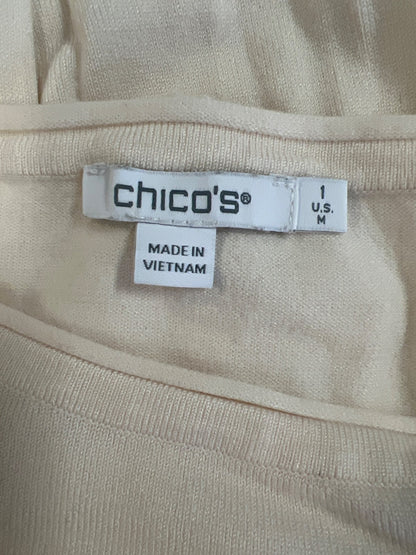 chico's®
1
U.S.
M
MADE IN
VIETNAM